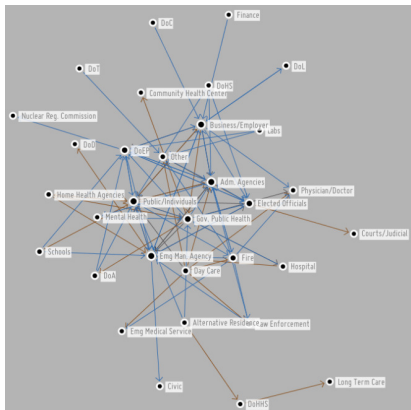 Finance
DoC
DoL
DoT
DoHS
Community Health Center
Nuclear Reg. Commission
Business/Employer
Labs
DoD
DoEP
Other
Adm. Agencies
Physician/Doctor
Home Health Agencies
Public/Individuals
Elected Officials
Mental Health
Gov. Public Health
Courts/Judicial
Schools
Emg Man. Agency
Fire
Hospital
Day Care
DoA
Alternative Residence
Law Enforcement
Emg Medical Service
Long Term Care
Civic
DoHHS